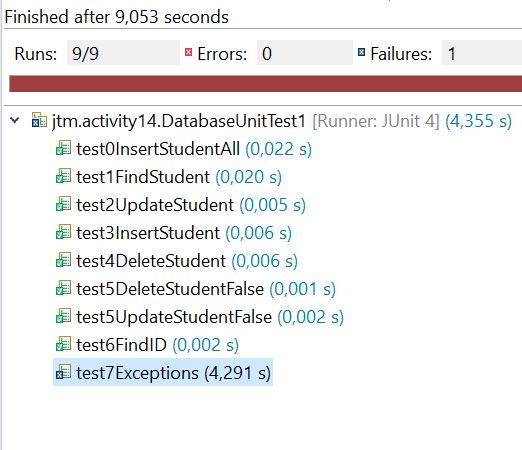 Finished after 9,053 seconds
Runs: 9/9 Errors: 0 Failures: 1
jtm.activity14.DatabaseUnitTest1 [Runner: JUnit 4] (4,355 s)
test0InsertStudentAll (0,022 s)
test1FindStudent (0,020 s)
test2UpdateStudent (0,005 s)
test3InsertStudent (0,006 s)
test4DeleteStudent (0,006 s)
test5DeleteStudentFalse (0,001 s)
test5UpdateStudentFalse (0,002 s)
test6FindID (0,002 s)
test7Exceptions (4,291 s)